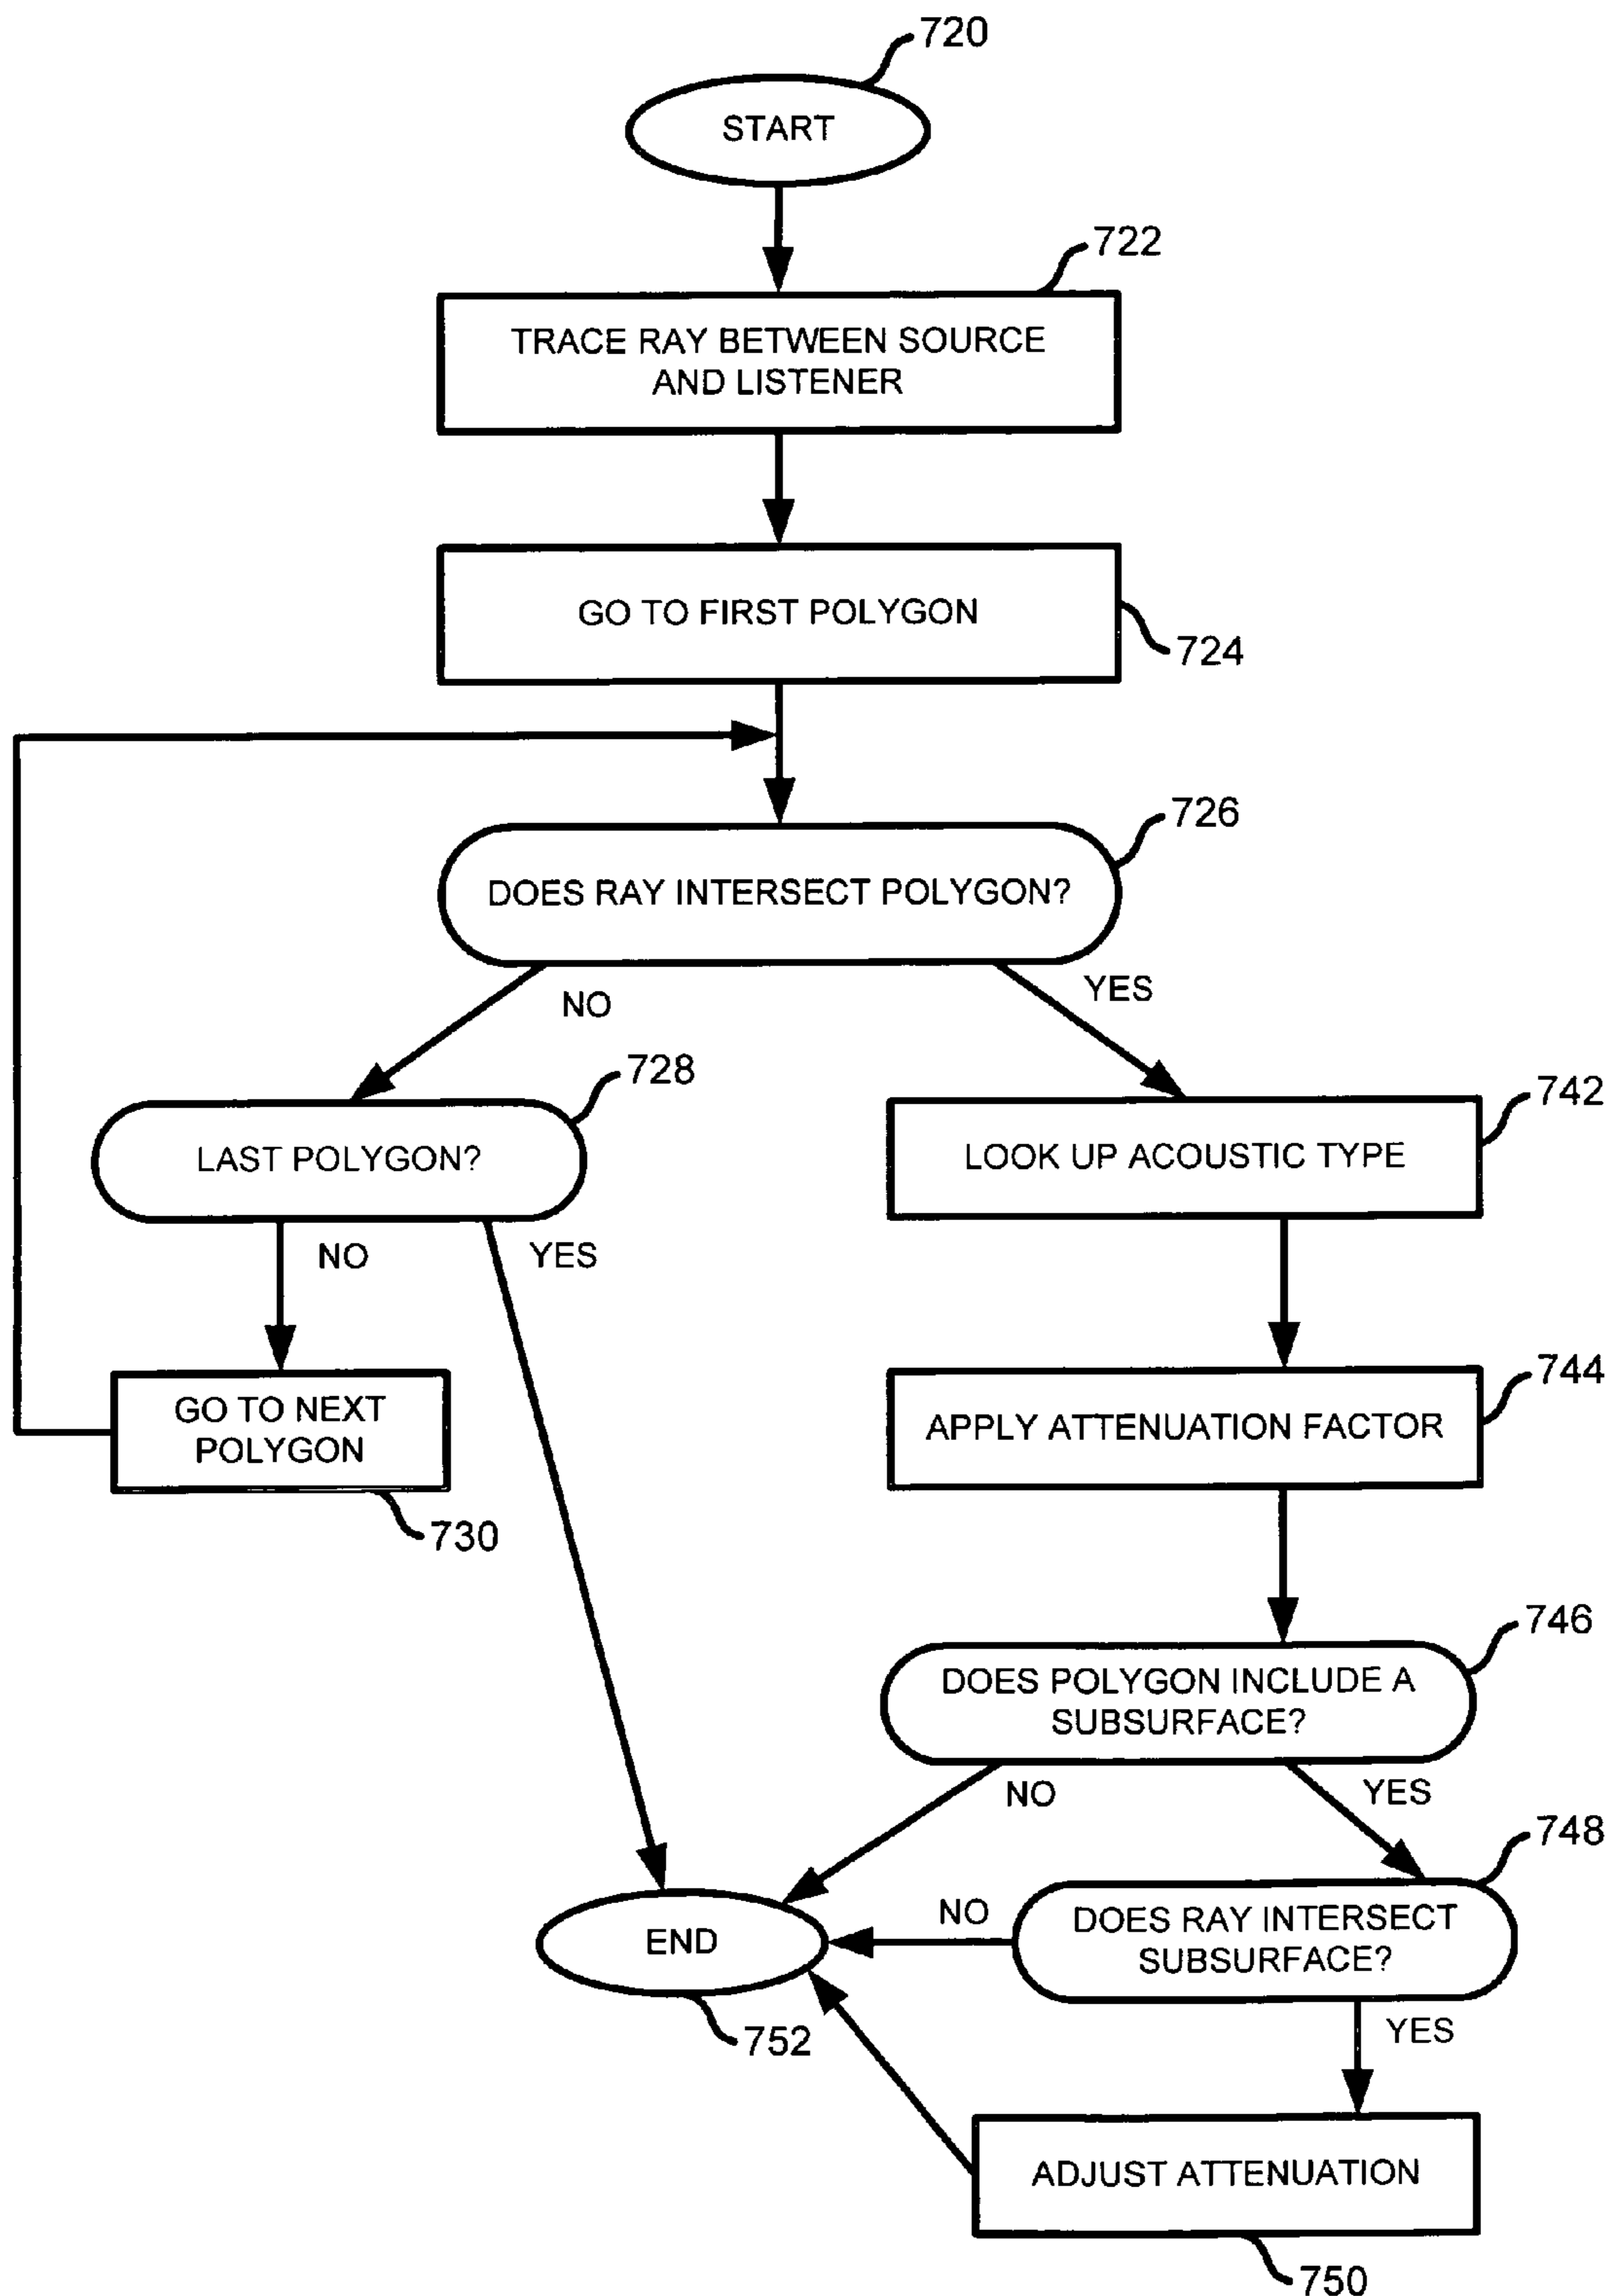 720
START
722
TRACE RAY BETWEEN SOURCE
AND LISTENER
GO TO FIRST POLYGON
724
726
DOES RAY INTERSECT POLYGON?
NO
YES
728
LAST POLYGON?
742
LOOK UP ACOUSTIC TYPE
NO
YES
GO TO NEXT
POLYGON
730
744
APPLY ATTENUATION FACTOR
746
DOES POLYGON INCLUDE A
SUBSURFACE?
NO
YES
748
DOES RAY INTERSECT
SUBSURFACE?
NO
END
752
YES
ADJUST ATTENUATION
750